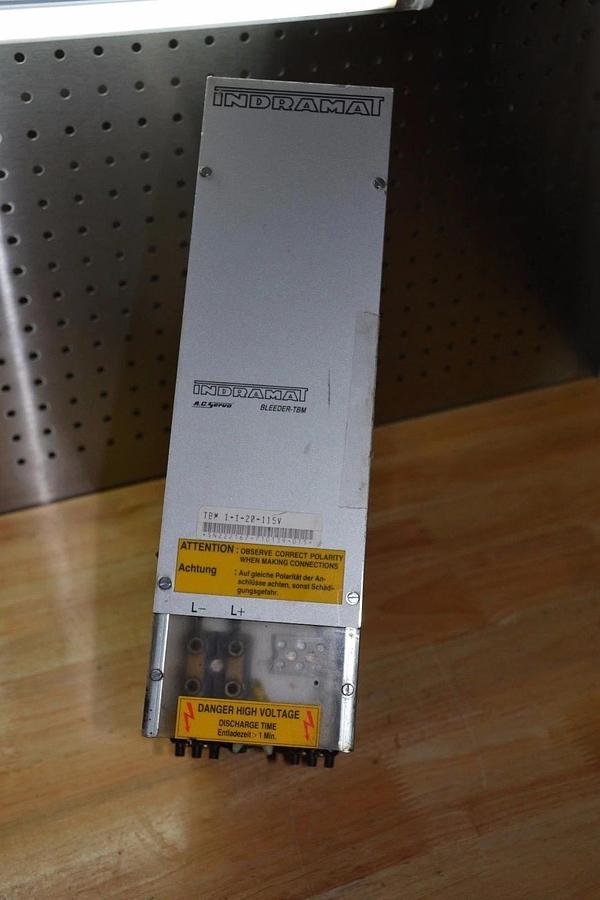 INDRAMAT
INDRAMAT
A.C. Servo BLEEDER-TBM
TBM 1-1-20-115V
ATTENTION : OBSERVE CORRECT POLARITY
WHEN MAKING CONNECTIONS
Achtung : Auf gleiche Polarität der An-
schlüsse achten, sonst Schädi-
gungsgefahr.
L- L+
DANGER HIGH VOLTAGE
DISCHARGE TIME
Entladezeit > 1 Min.